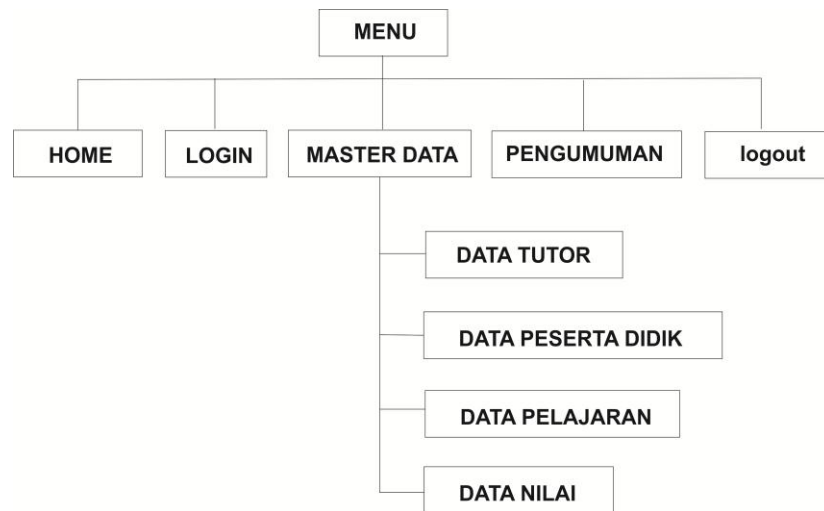 MENU
HOME
LOGIN
MASTER DATA
PENGUMUMAN
logout
DATA TUTOR
DATA PESERTA DIDIK
DATA PELAJARAN
DATA NILAI